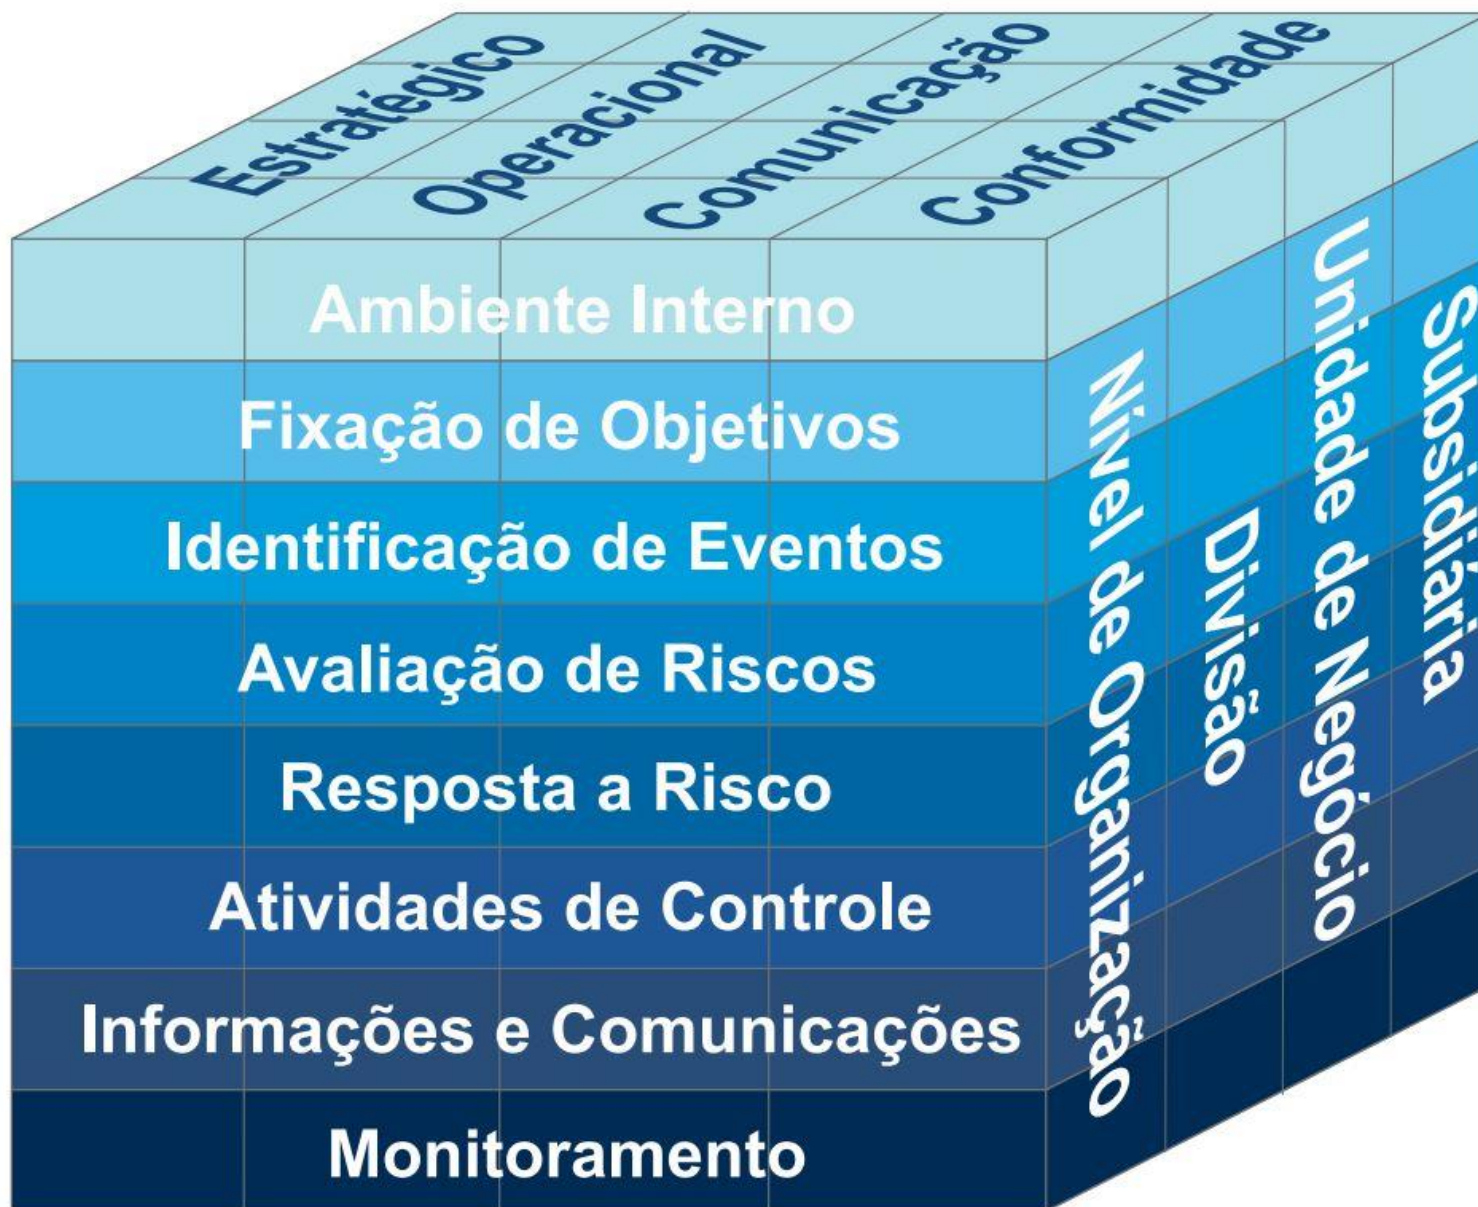 Estratégico
Operacional
Comunicação
Conformidade
Ambiente Interno
Fixação de Objetivos
Identificação de Eventos
Avaliação de Riscos
Resposta a Risco
Atividades de Controle
Informações e Comunicações
Monitoramento
Nível de Organização
Divisão
Unidade de Negócio
Subsidiária